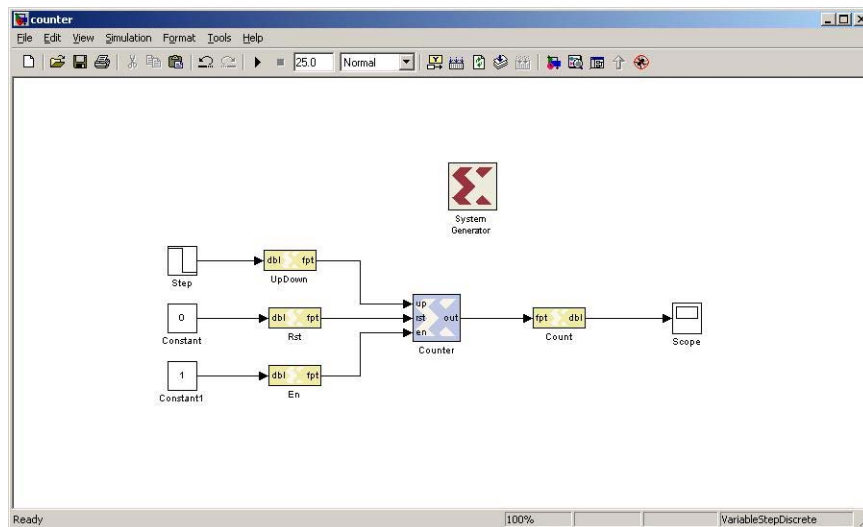 counter
File Edit View Simulation Format Tools Help
25.0 Normal
System
Generator
dbl fpt
Step
UpDown
up
0
dbl fpt
rst out
fpt dbl
en
Constant
Rst
Counter
Count
Scope
1
dbl fpt
Constant1
En
Ready 100% VariableStepDiscrete